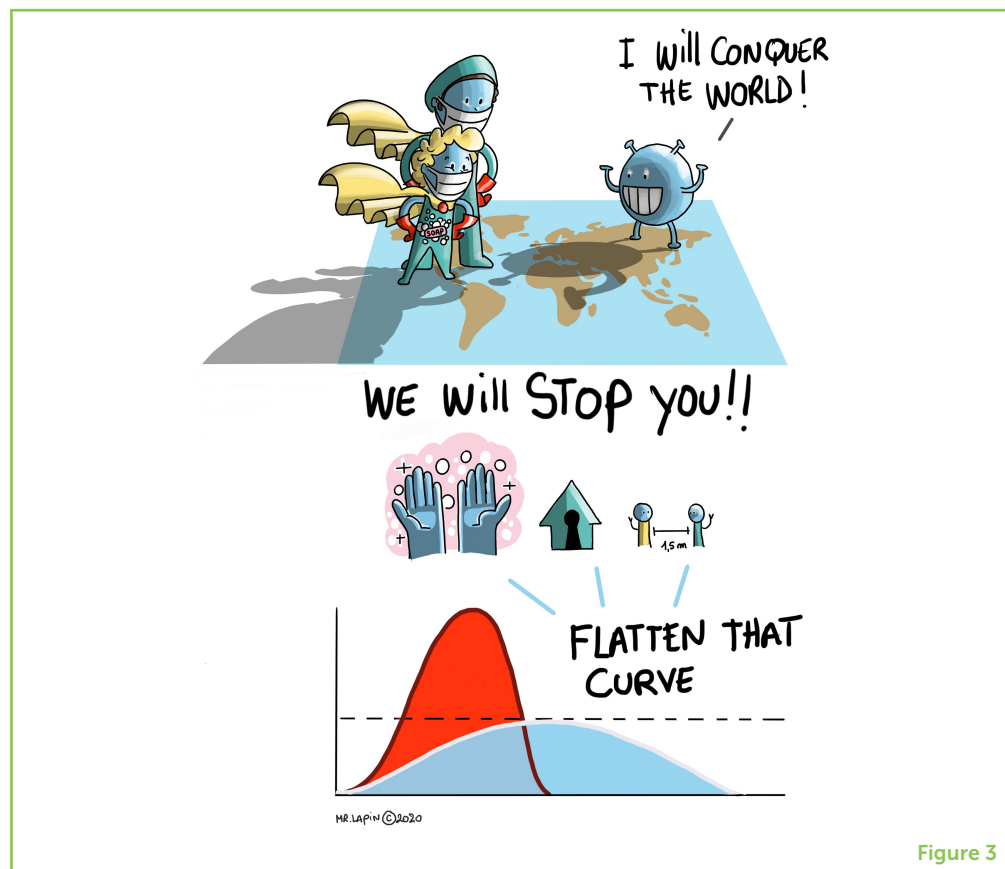 I Will CONQUER
THE WORLD!
SOAP
WE Will STOP YOU!!
1,5 m
FLATTEN THAT
CURVE
MR.LAPiN ©2020
Figure 3